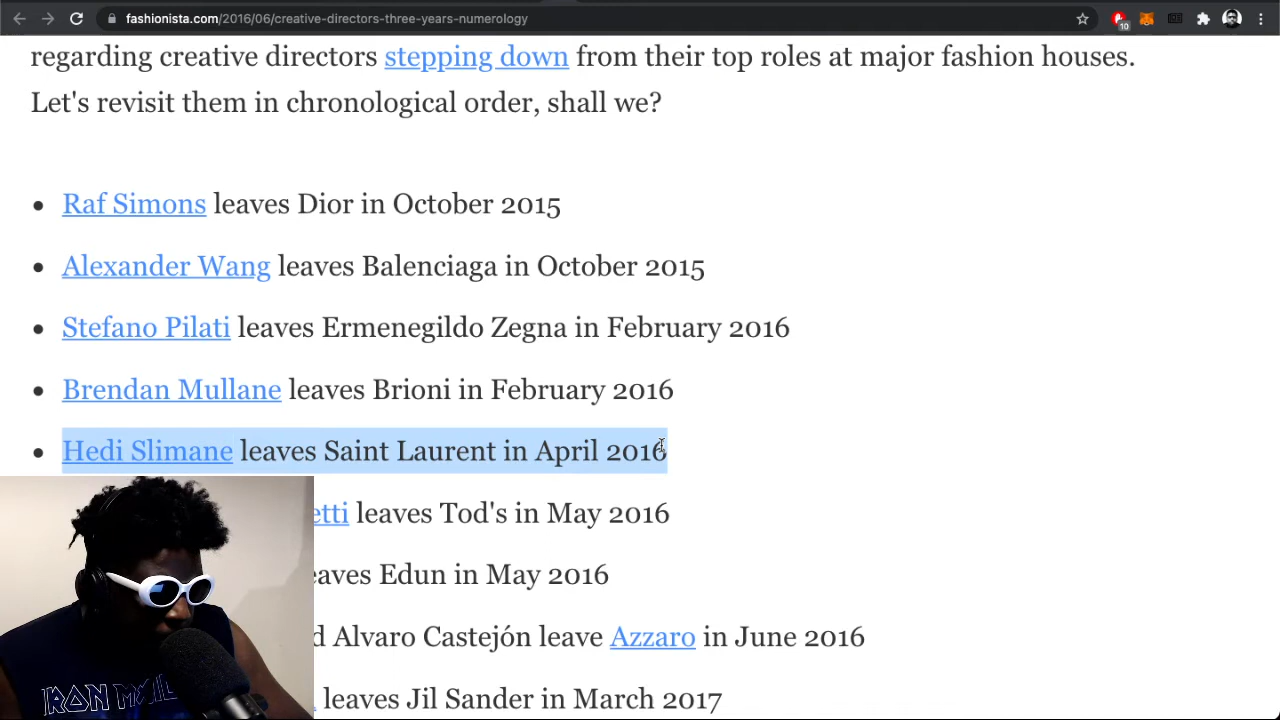 fashionista.com/2016/06/creative-directors-three-years-numerology
10
regarding creative directors stepping down from their top roles at major fashion houses.
Let's revisit them in chronological order, shall we?
Raf Simons leaves Dior in October 2015
Alexander Wang leaves Balenciaga in October 2015
Stefano Pilati leaves Ermenegildo Zegna in February 2016
Brendan Mullane leaves Brioni in February 2016
Hedi Slimane leaves Saint Laurent in April 2016
etti leaves Tod's in May 2016
eaves Edun in May 2016
d Alvaro Castejón leave Azzaro in June 2016
leaves Jil Sander in March 2017
IRON